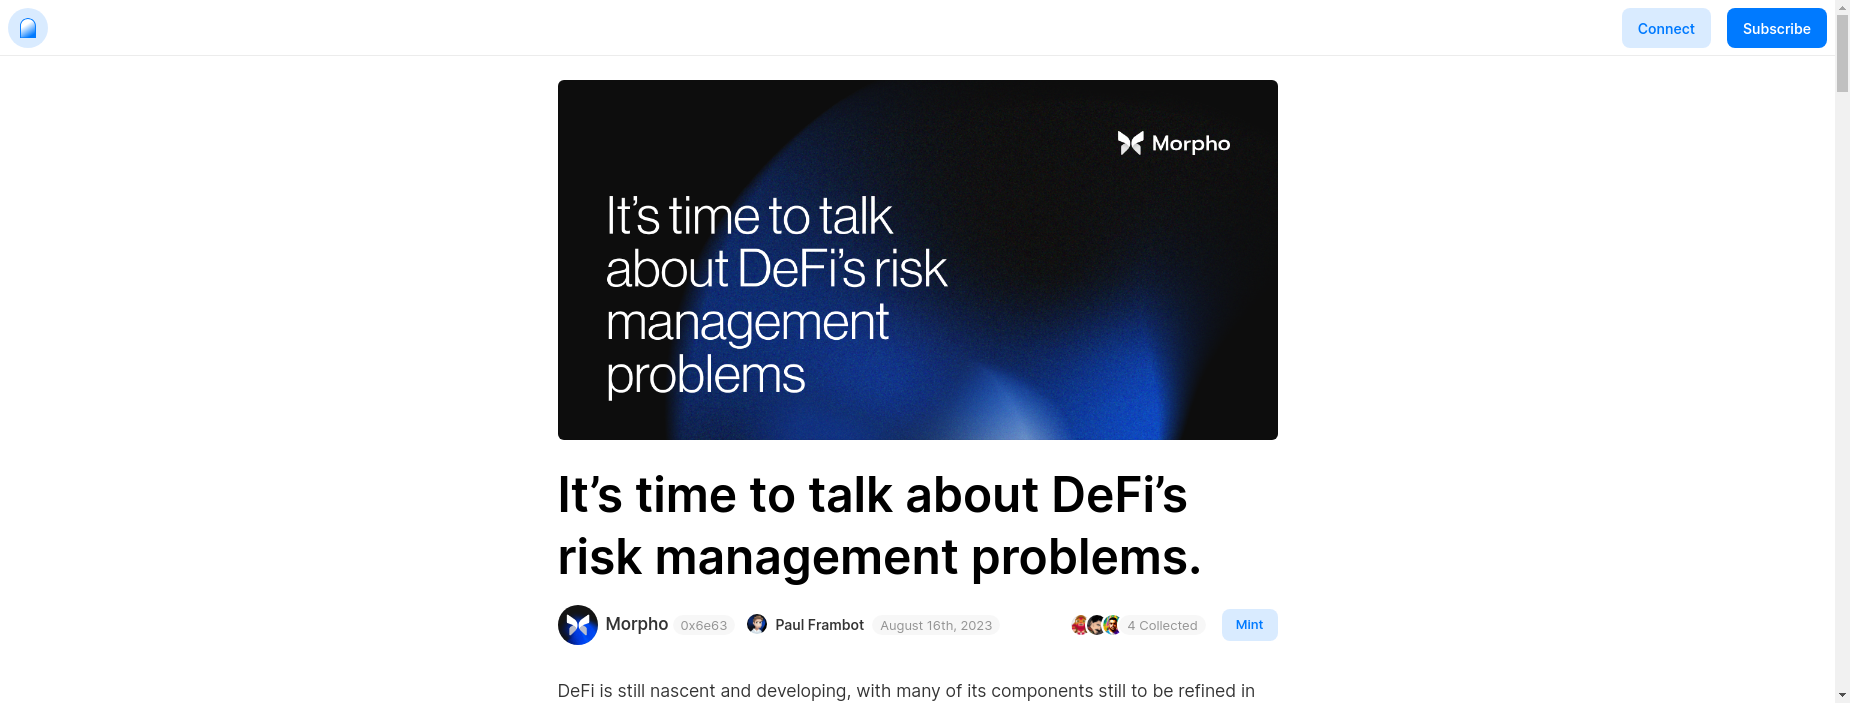 Connect
Subscribe
Morpho
It’s time to talk
about DeFi’s risk
management
problems
It’s time to talk about DeFi’s
risk management problems.
Morpho 0x6e63 Paul Frambot August 16th, 2023 4 Collected Mint
DeFi is still nascent and developing, with many of its components still to be refined in